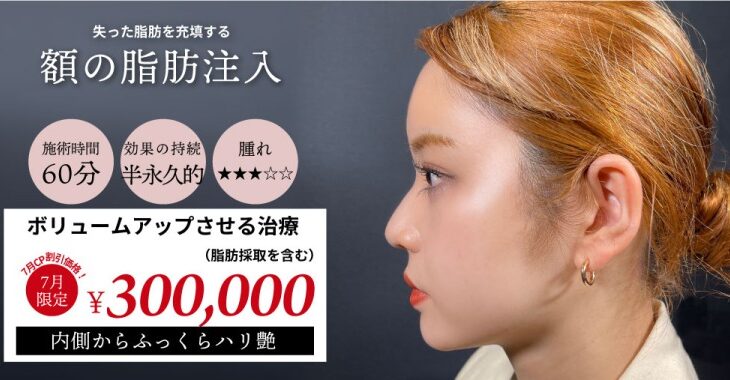 失った脂肪を充填する
額の脂肪注入
施術時間
60分
効果の持続
半永久的
腫れ
★★★☆☆
ボリュームアップさせる治療
(脂肪採取を含む)
7月CP割引価格!
7月
限定
¥300,000
内側からふっくらハリ艶